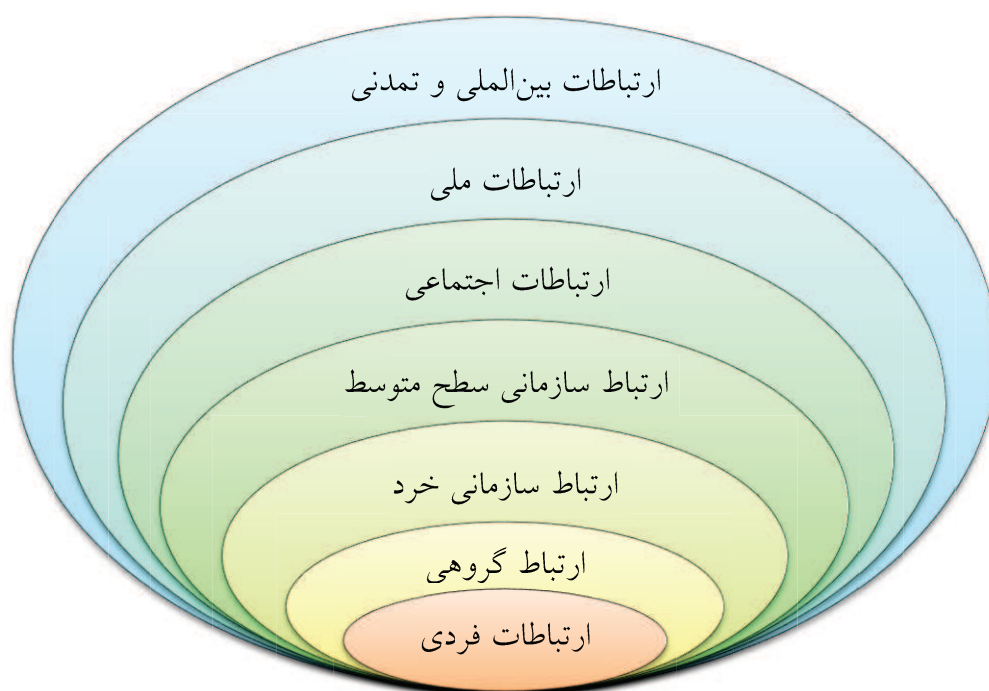 ارتباطات بین‌المللی و تمدنی
ارتباطات ملی
ارتباطات اجتماعی
ارتباط سازمانی سطح متوسط
ارتباط سازمانی خرد
ارتباط گروهی
ارتباطات فردی